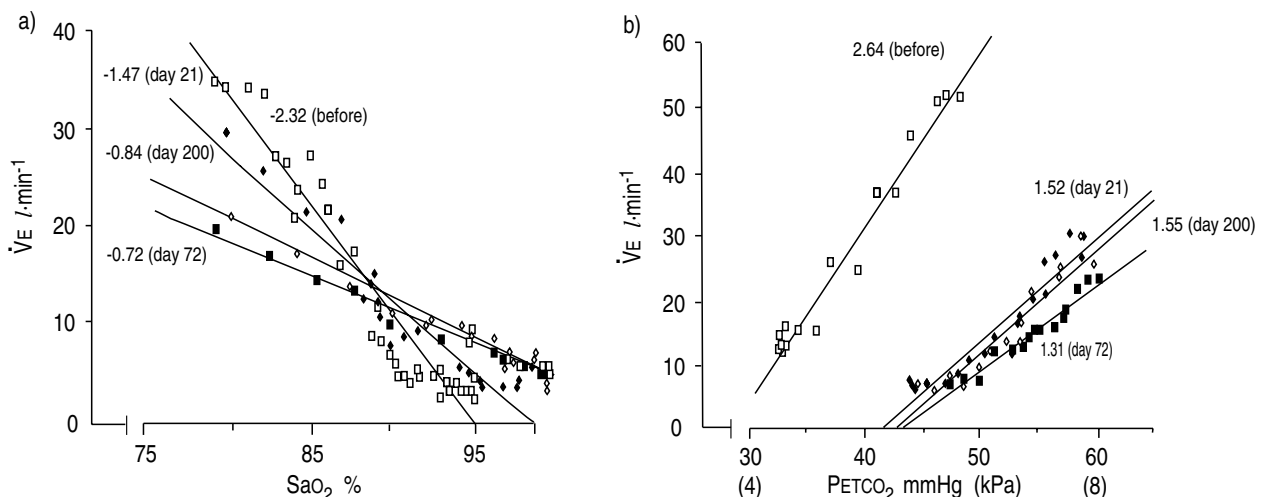 a)
40
30
20
10
0
V̇E l·min-1
-1.47 (day 21)
-2.32 (before)
-0.84 (day 200)
-0.72 (day 72)
75
85
95
SaO2 %
b)
60
50
40
30
20
10
0
V̇E l·min-1
2.64 (before)
1.52 (day 21)
1.55 (day 200)
1.31 (day 72)
30
40
50
60
(4)
PETCO2 mmHg (kPa)
(8)